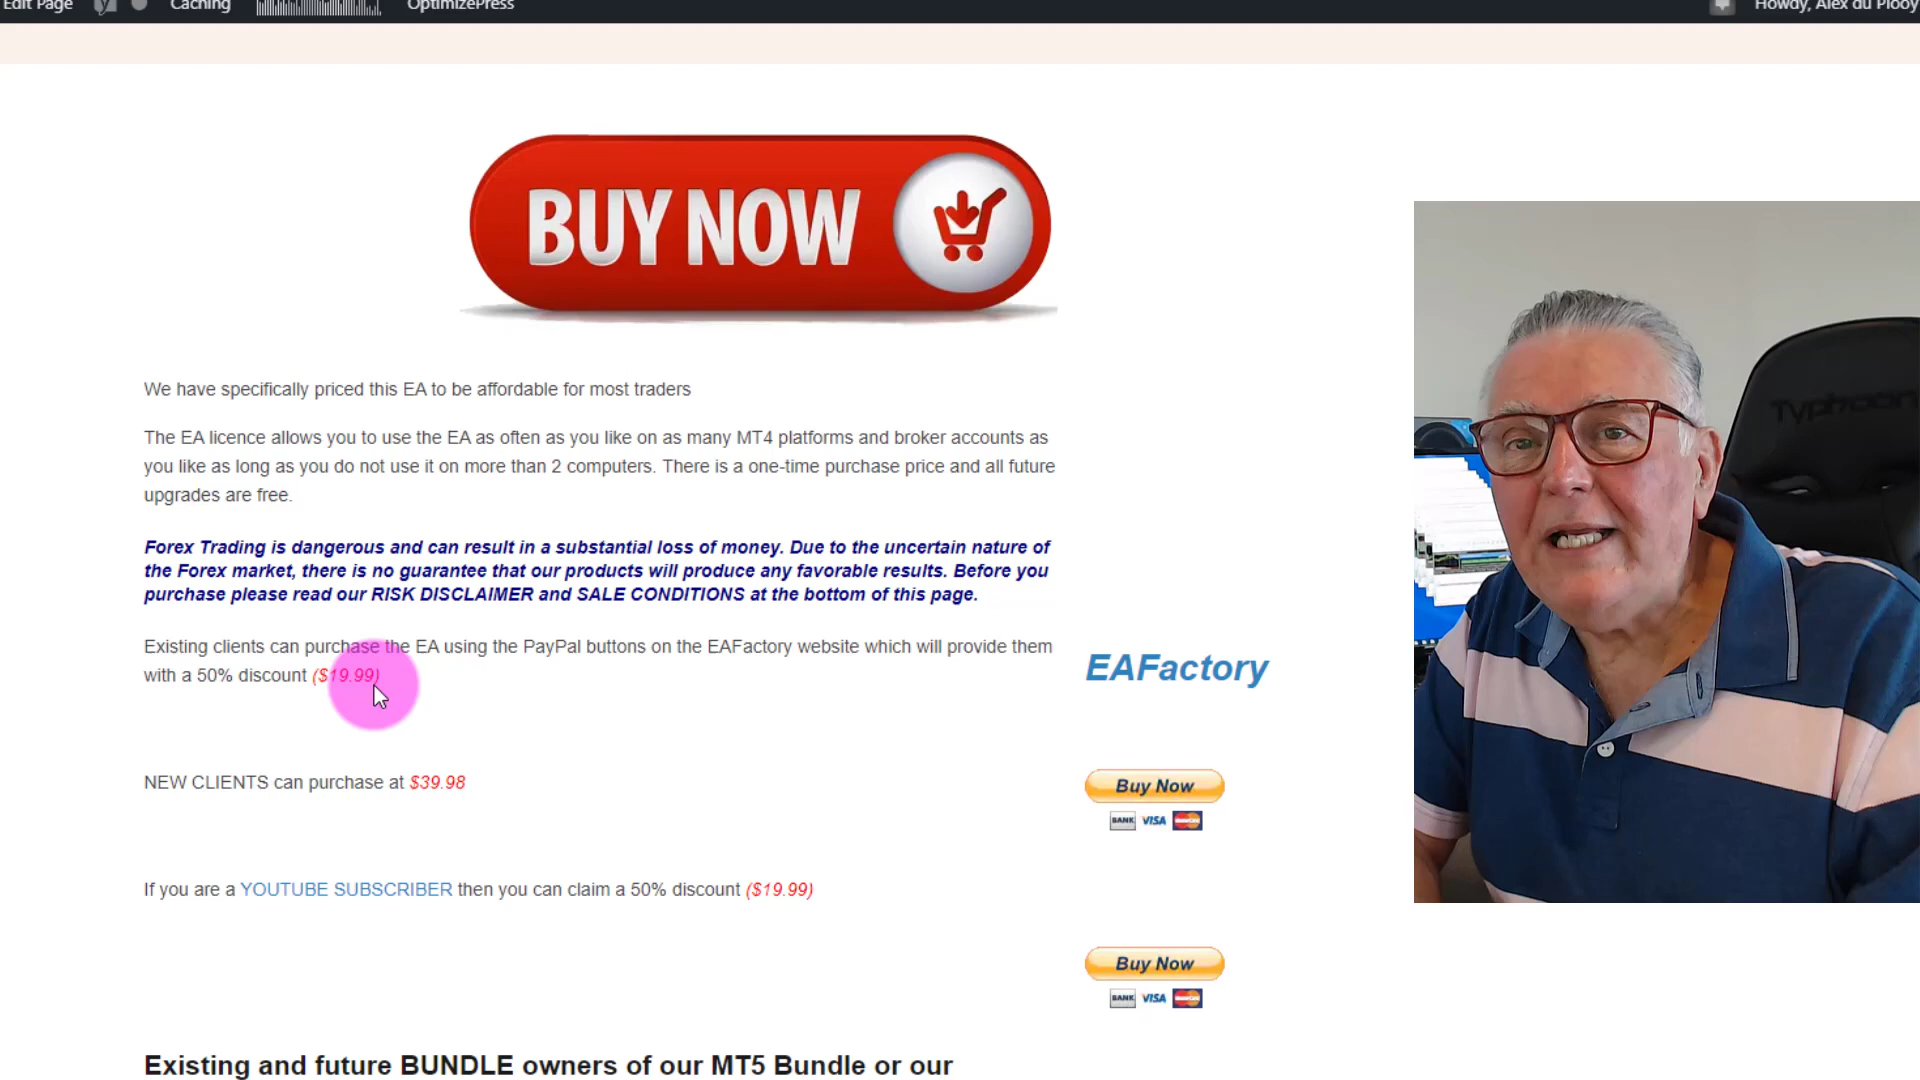 Edit Page Caching OptimizePress Howdy, Alex du Plooy
BUY NOW
We have specifically priced this EA to be affordable for most traders
The EA licence allows you to use the EA as often as you like on as many MT4 platforms and broker accounts as
you like as long as you do not use it on more than 2 computers. There is a one-time purchase price and all future
upgrades are free.
Forex Trading is dangerous and can result in a substantial loss of money. Due to the uncertain nature of
the Forex market, there is no guarantee that our products will produce any favorable results. Before you
purchase please read our RISK DISCLAIMER and SALE CONDITIONS at the bottom of this page.
Existing clients can purchase the EA using the PayPal buttons on the EAFactory website which will provide them
with a 50% discount ($19.99)
EAFactory
NEW CLIENTS can purchase at $39.98
Buy Now
BANK VISA
If you are a YOUTUBE SUBSCRIBER then you can claim a 50% discount ($19.99)
Buy Now
BANK VISA
Existing and future BUNDLE owners of our MT5 Bundle or our
Typhoon